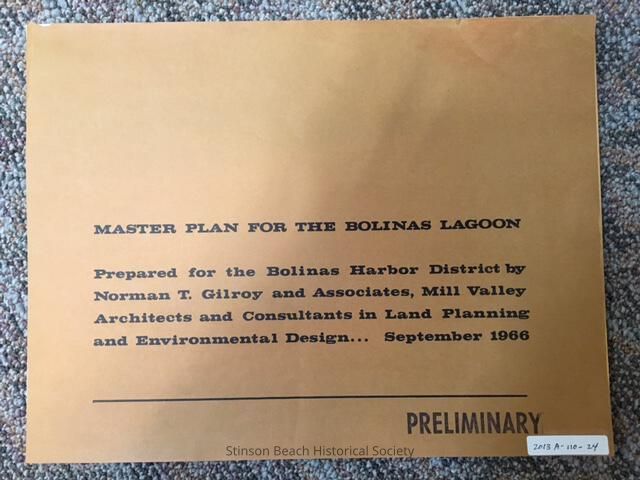 MASTER PLAN FOR THE BOLINAS LAGOON
Prepared for the Bolinas Harbor District by
Norman T. Gilroy and Associates, Mill Valley
Architects and Consultants in Land Planning
and Environmental Design... September 1966
PRELIMINARY
2013 A-110-24
Stinson Beach Historical Society